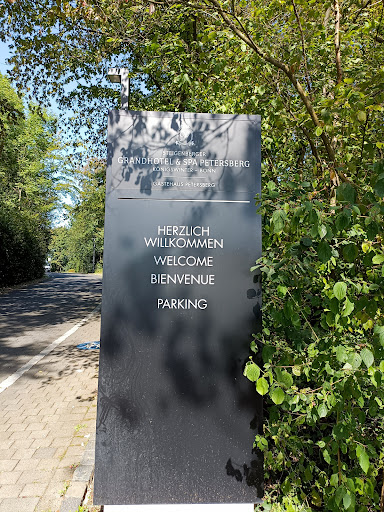 STEIGENBERGER
GRANDHOTEL & SPA PETERSBERG
KÖNIGSWINTER - BONN
GÄSTEHAUS PETERSBERG
HERZLICH
WILLKOMMEN
WELCOME
BIENVENUE
PARKING